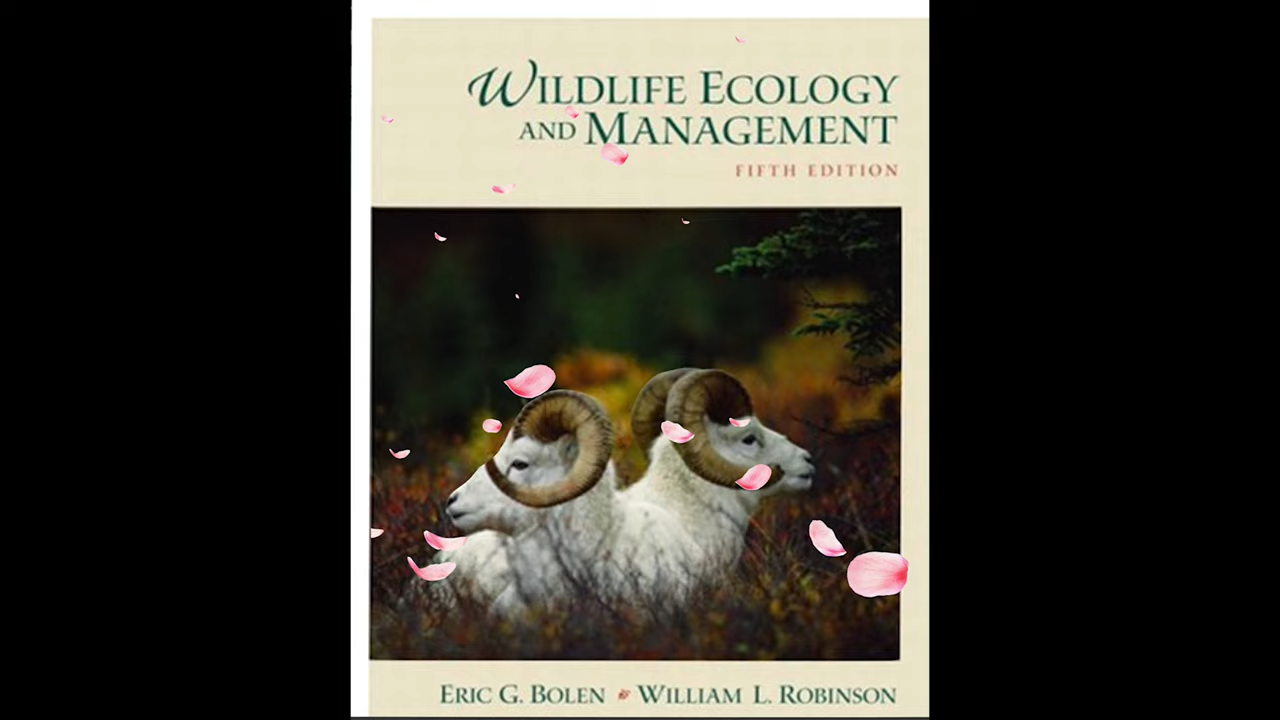 WILDLIFE ECOLOGY
AND MANAGEMENT
FIFTH EDITION
ERIC G. BOLEN WILLIAM L. ROBINSON